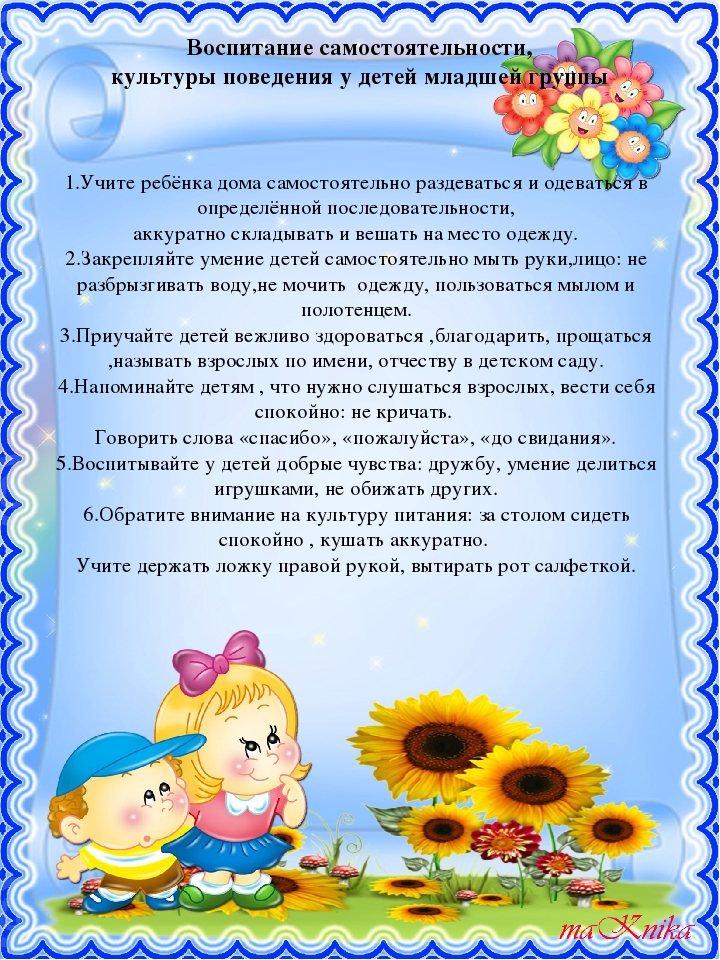 Воспитание самостоятельности,
культуры поведения у детей младшей группы
1.Учите ребёнка дома самостоятельно раздеваться и одеваться в
определённой последовательности,
аккуратно складывать и вешать на место одежду.
2.Закрепляйте умение детей самостоятельно мыть руки,лицо: не
разбрызгивать воду,не мочить  одежду, пользоваться мылом и
полотенцем.
3.Приучайте детей вежливо здороваться ,благодарить, прощаться
,называть взрослых по имени, отчеству в детском саду.
4.Напоминайте детям , что нужно слушаться взрослых, вести себя
спокойно: не кричать.
Говорить слова «спасибо», «пожалуйста», «до свидания».
5.Воспитывайте у детей добрые чувства: дружбу, умение делиться
игрушками, не обижать других.
6.Обратите внимание на культуру питания: за столом сидеть
спокойно , кушать аккуратно.
Учите держать ложку правой рукой, вытирать рот салфеткой.
maKnika